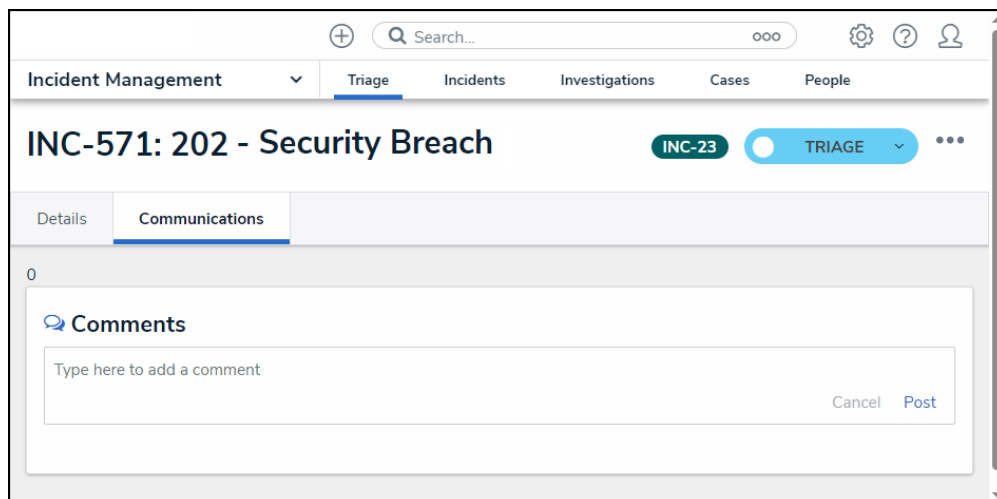 Search...
Incident Management
Triage Incidents Investigations Cases People
INC-571: 202 - Security Breach
INC-23
TRIAGE
Details Communications
0
Comments
Type here to add a comment
Cancel Post